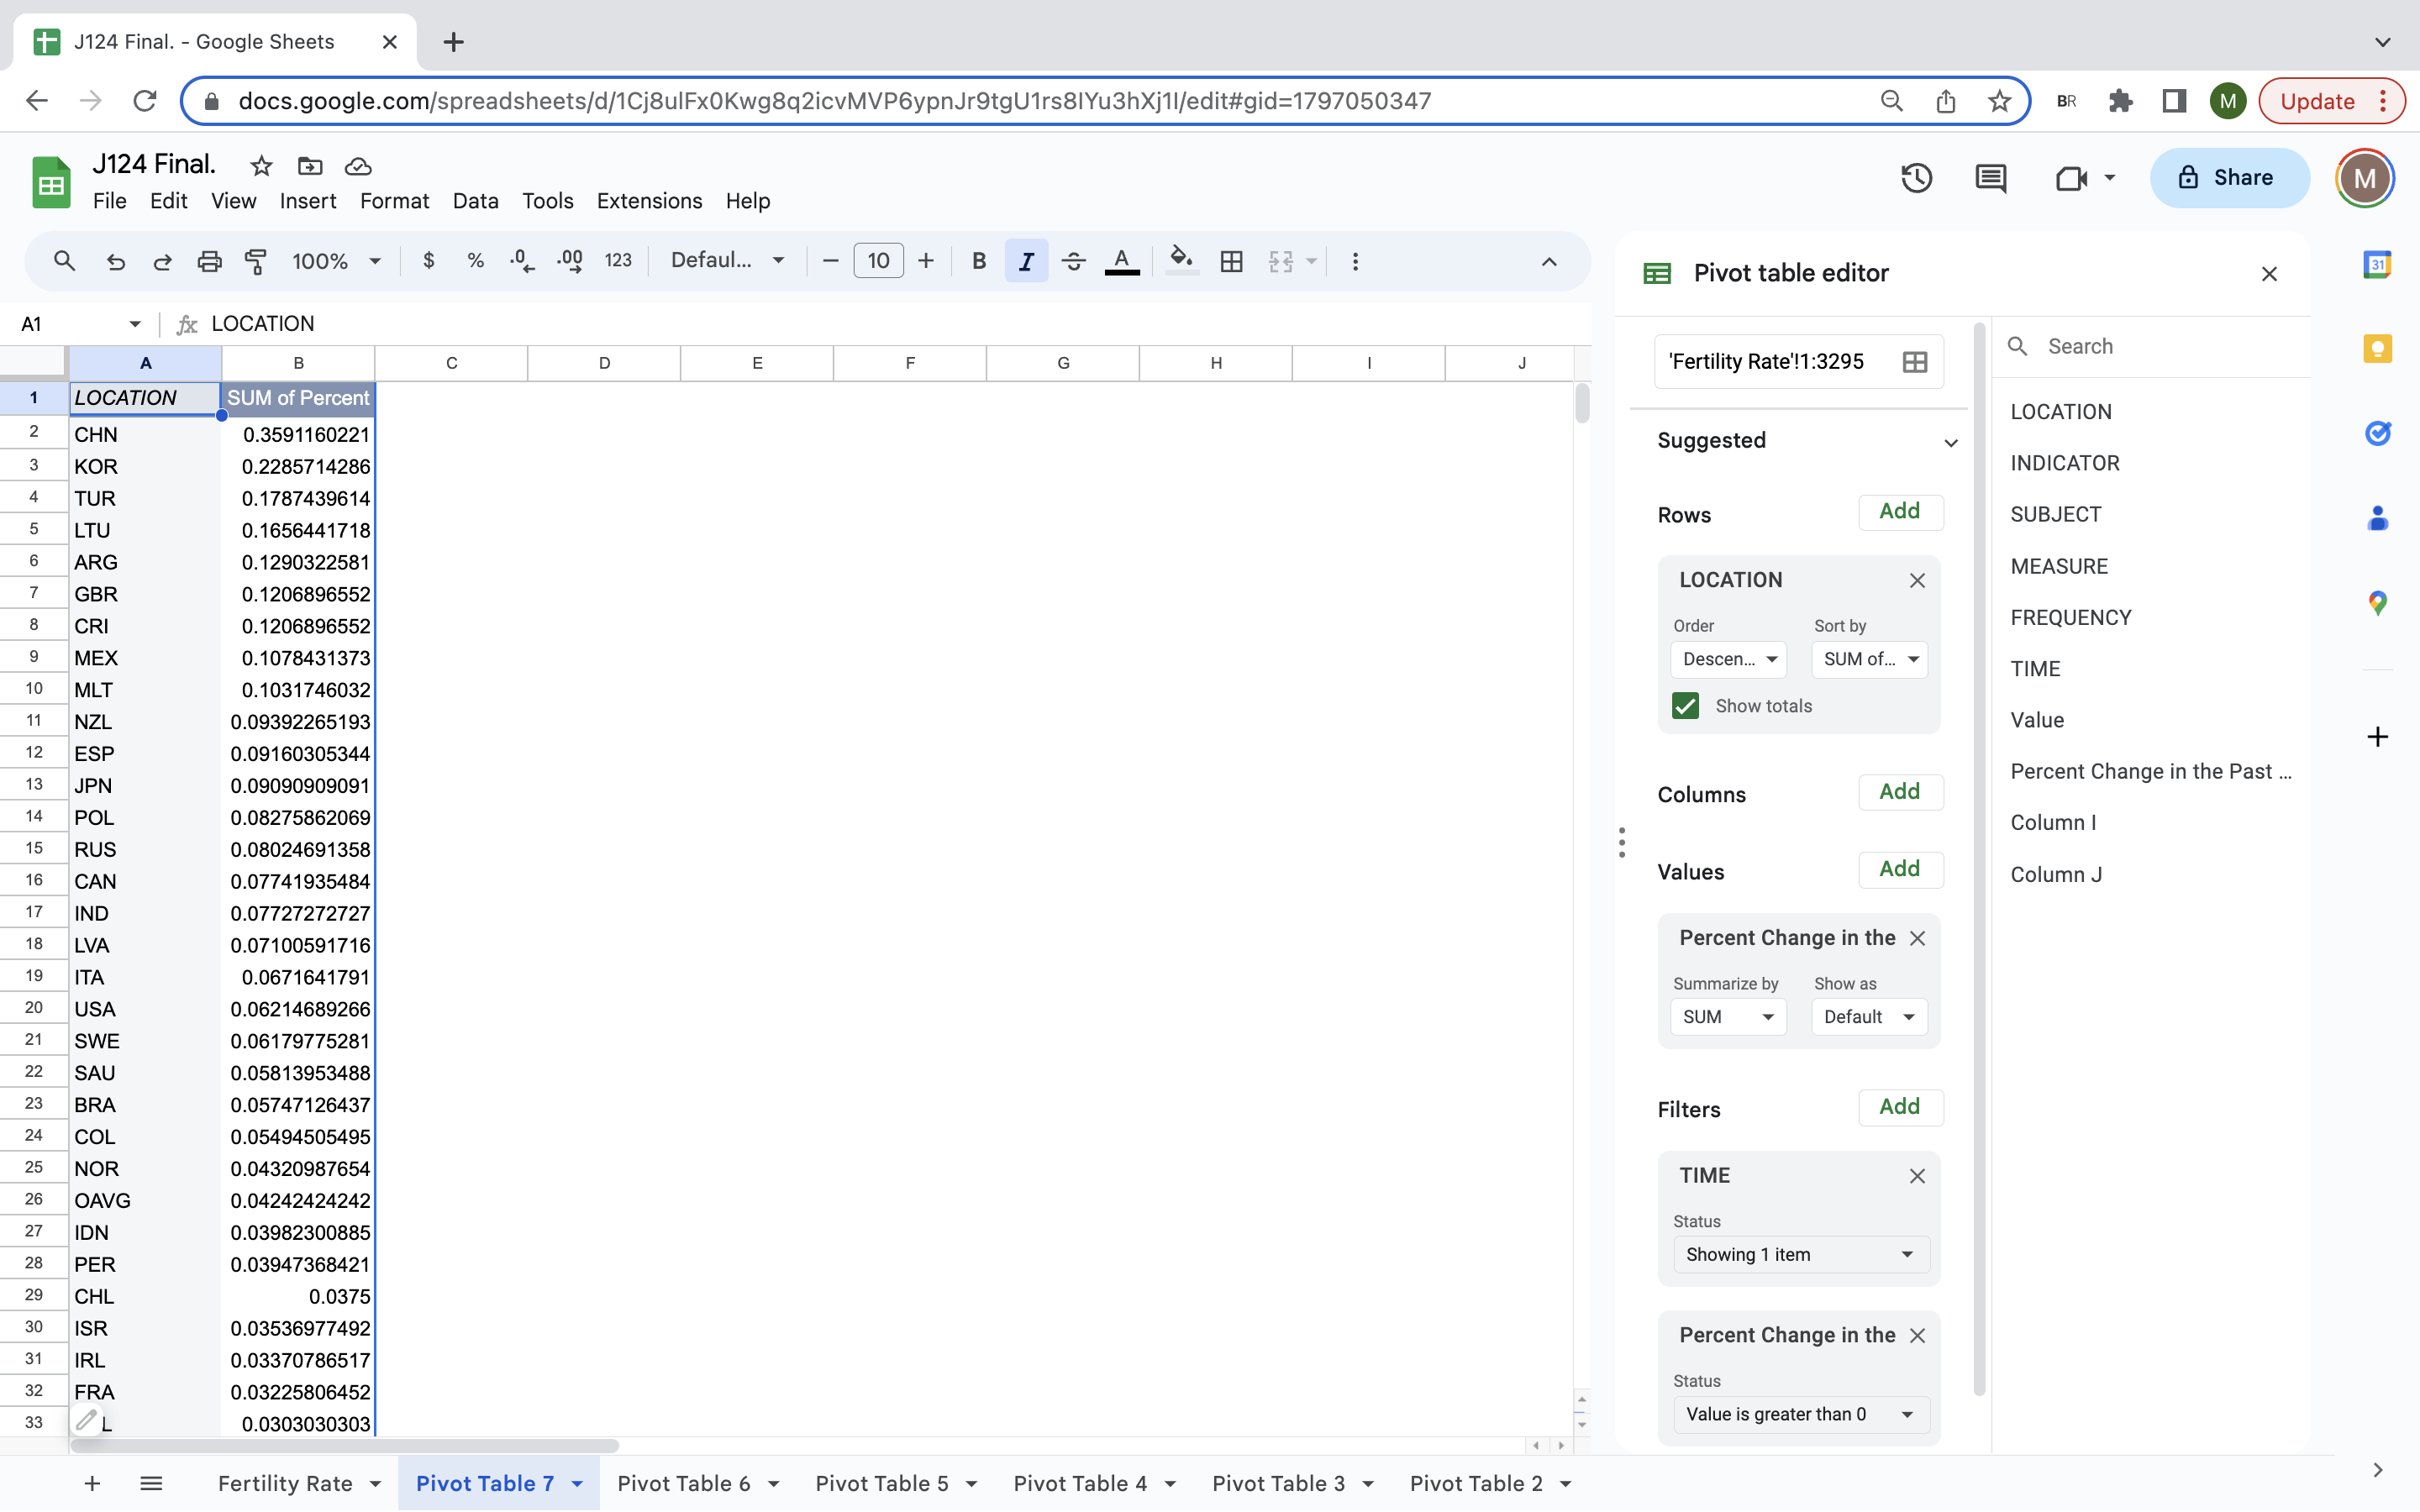 J124 Final. - Google Sheets
docs.google.com/spreadsheets/d/1Cj8ulFx0Kwg8q2icvMVP6ypnJr9tgU1rs8IYu3hXj1I/edit#gid=1797050347
BR
M
Update
J124 Final.
File Edit View Insert Format Data Tools Extensions Help
Share
M
100% $ % .0 .00 123 Defaul... 10 B I S A
Pivot table editor
31
A1 fx LOCATION
'Fertility Rate'!1:3295
Search
A B C D E F G H I J
1 LOCATION SUM of Percent
2 CHN 0.3591160221
3 KOR 0.2285714286
4 TUR 0.1787439614
5 LTU 0.1656441718
6 ARG 0.1290322581
7 GBR 0.1206896552
8 CRI 0.1206896552
9 MEX 0.1078431373
10 MLT 0.1031746032
11 NZL 0.09392265193
12 ESP 0.09160305344
13 JPN 0.09090909091
14 POL 0.08275862069
15 RUS 0.08024691358
16 CAN 0.07741935484
17 IND 0.07727272727
18 LVA 0.07100591716
19 ITA 0.0671641791
20 USA 0.06214689266
21 SWE 0.06179775281
22 SAU 0.05813953488
23 BRA 0.05747126437
24 COL 0.05494505495
25 NOR 0.04320987654
26 OAVG 0.04242424242
27 IDN 0.03982300885
28 PER 0.03947368421
29 CHL 0.0375
30 ISR 0.03536977492
31 IRL 0.03370786517
32 FRA 0.03225806452
33 L 0.0303030303
Suggested
Rows Add
LOCATION
Order Sort by
Descen... SUM of...
Show totals
Columns Add
Values Add
Percent Change in the
Summarize by Show as
SUM Default
Filters Add
TIME
Status
Showing 1 item
Percent Change in the
Status
Value is greater than 0
LOCATION
INDICATOR
SUBJECT
MEASURE
FREQUENCY
TIME
Value
Percent Change in the Past ...
Column I
Column J
Fertility Rate Pivot Table 7 Pivot Table 6 Pivot Table 5 Pivot Table 4 Pivot Table 3 Pivot Table 2